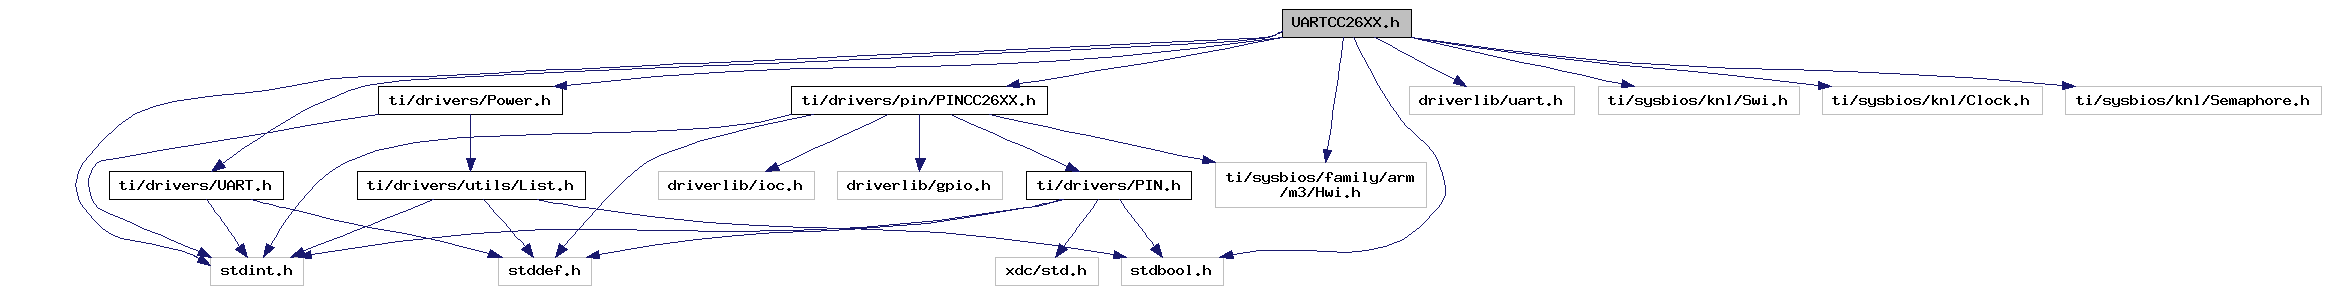 UARTCC26XX.h
ti/drivers/Power.h
ti/drivers/pin/PINCC26XX.h
driverlib/uart.h
ti/sysbios/knl/Swi.h
ti/sysbios/knl/Clock.h
ti/sysbios/knl/Semaphore.h
ti/drivers/UART.h
ti/drivers/utils/List.h
driverlib/ioc.h
driverlib/gpio.h
ti/drivers/PIN.h
ti/sysbios/family/arm
/m3/Hwi.h
stdint.h
stddef.h
xdc/std.h
stdbool.h